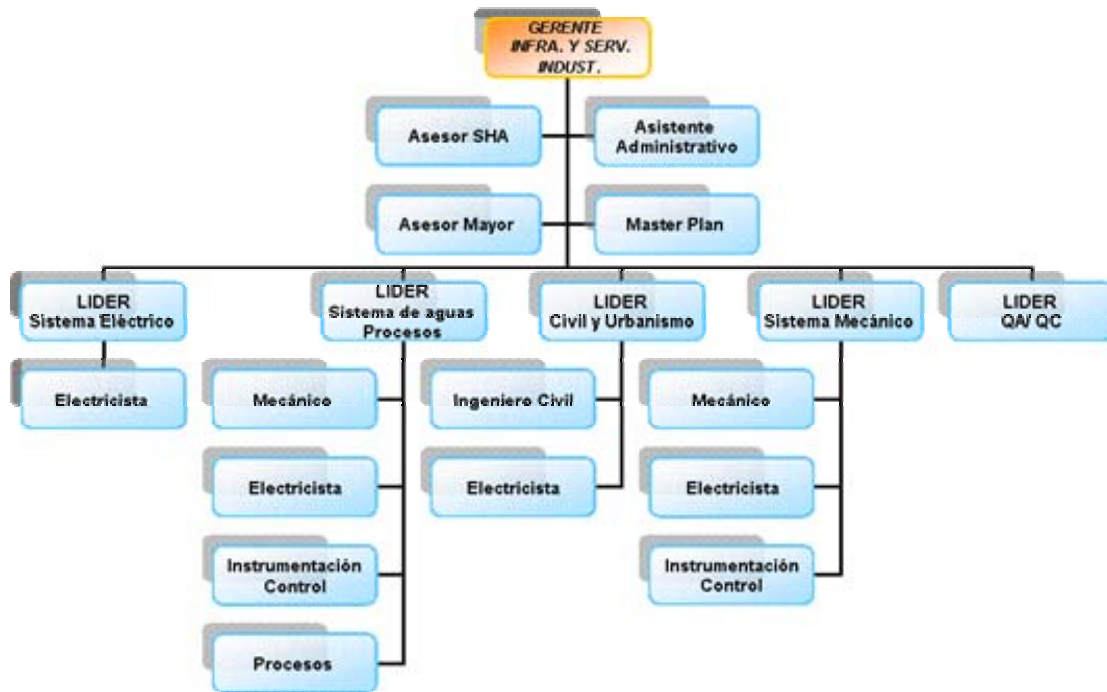 GERENTE
INFRA. Y SERV.
INDUST.
Asesor SHA
Asistente
Administrativo
Asesor Mayor
Master Plan
LIDER
Sistema Eléctrico
LIDER
Sistema de aguas
Procesos
LIDER
Civil y Urbanismo
LIDER
Sistema Mecánico
LIDER
QA/ QC
Electricista
Mecánico
Ingeniero Civil
Mecánico
Electricista
Electricista
Electricista
Instrumentación
Control
Instrumentación
Control
Procesos